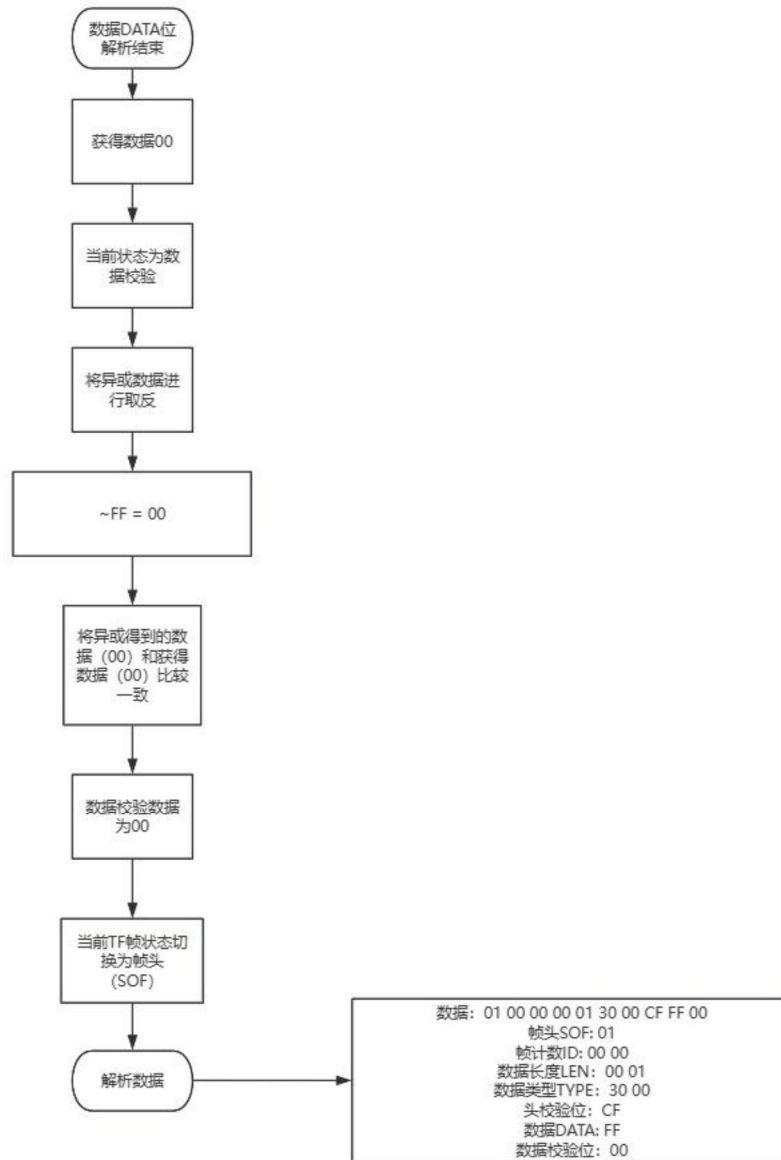 数据DATA位
解析结束
获得数据00
当前状态为数
据校验
将异或数据进
行取反
~FF = 00
将异或得到的数
据（00）和获得
数据（00）比较
一致
数据校验数据
为00
当前TF帧状态切
换为帧头
（SOF）
解析数据
数据：01 00 00 00 01 30 00 CF FF 00
帧头SOF: 01
帧计数ID: 00 00
数据长度LEN：00 01
数据类型TYPE：30 00
头校验位：CF
数据DATA: FF
数据校验位：00